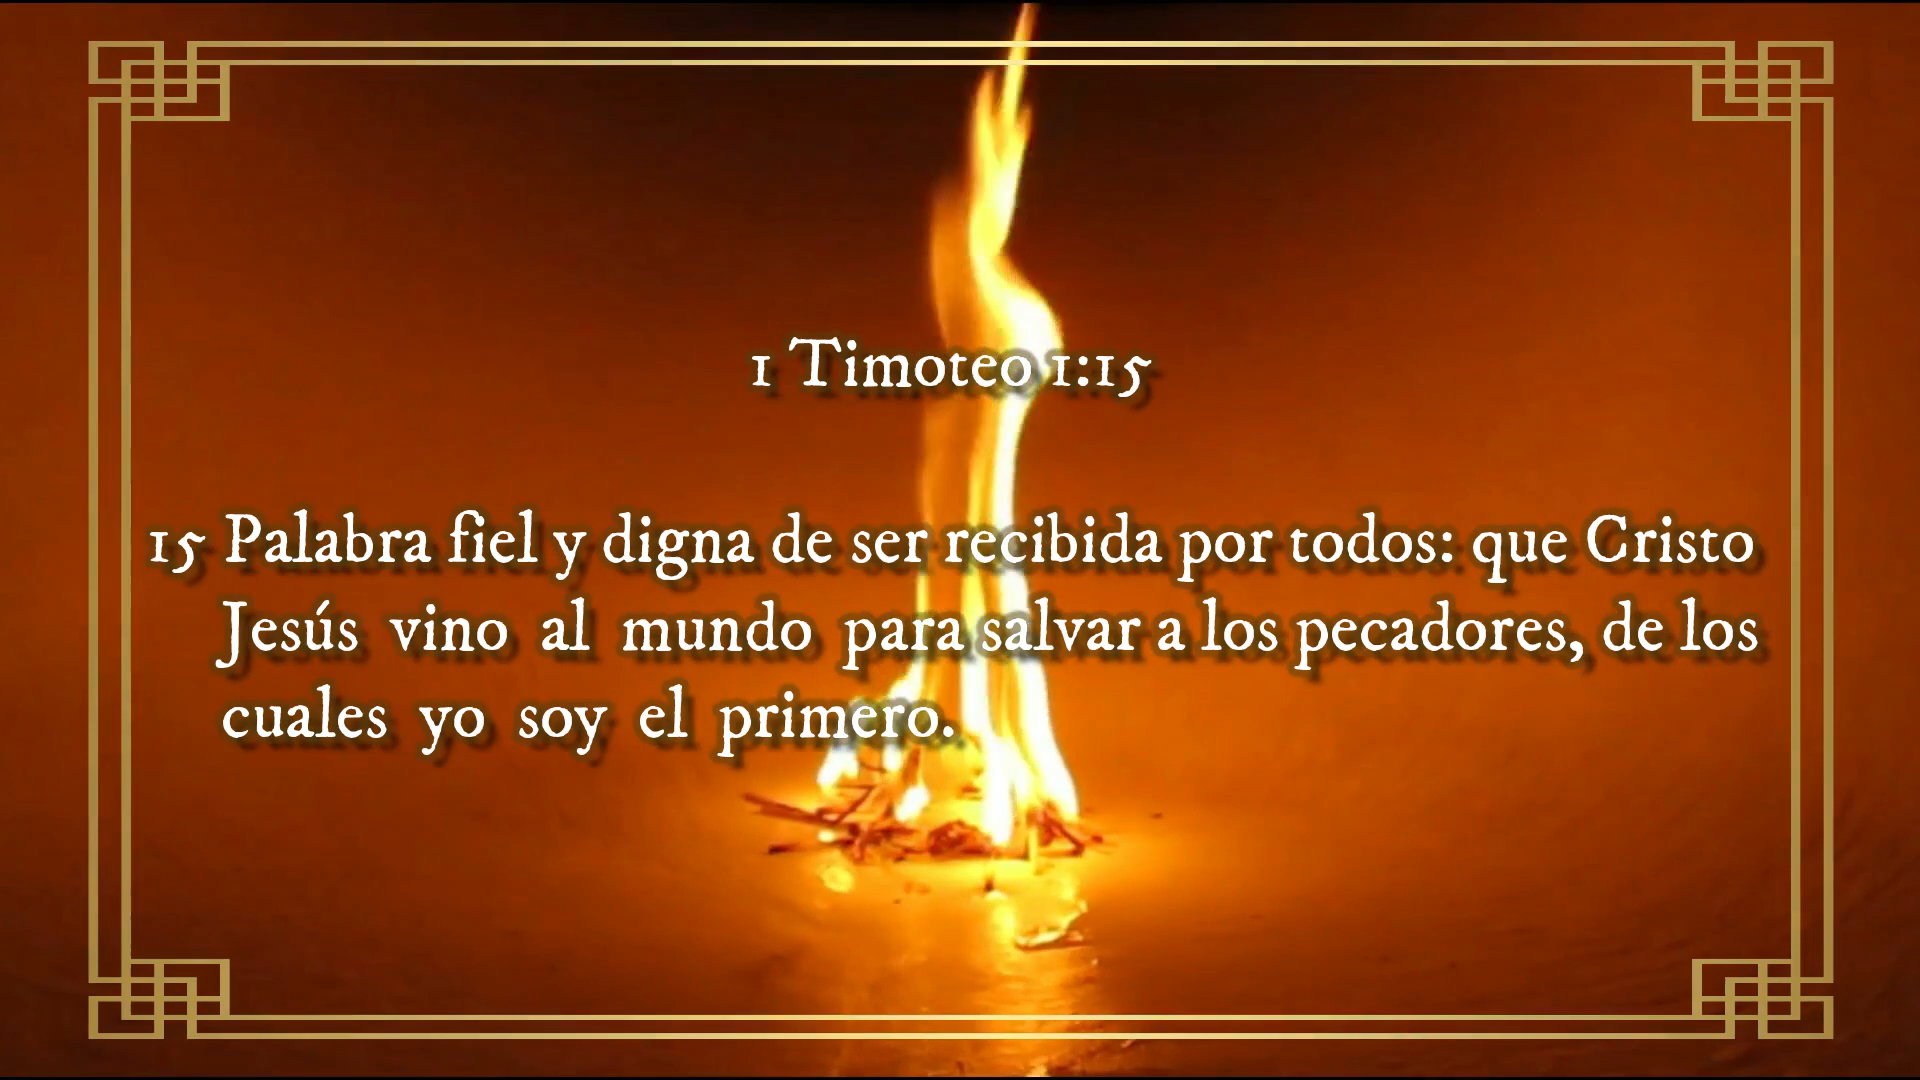 1 Timoteo 1:15
15 Palabra fiel y digna de ser recibida por todos: que Cristo
Jesús vino al mundo para salvar a los pecadores, de los
cuales yo soy el primero.